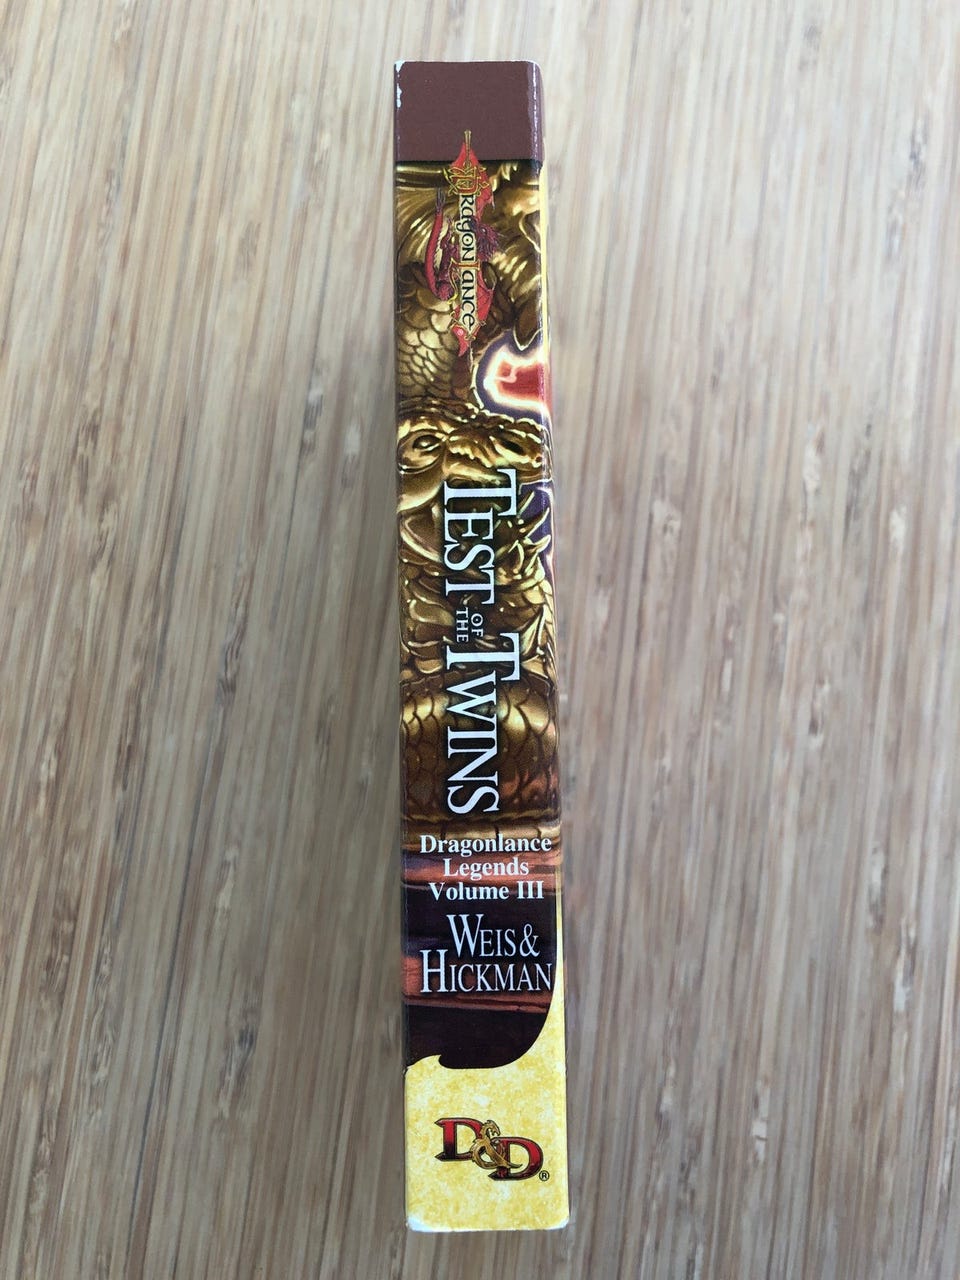 DRAGONLANCE
TEST OF THE TWINS
Dragonlance
Legends
Volume III
WEIS &
HICKMAN
D&D®